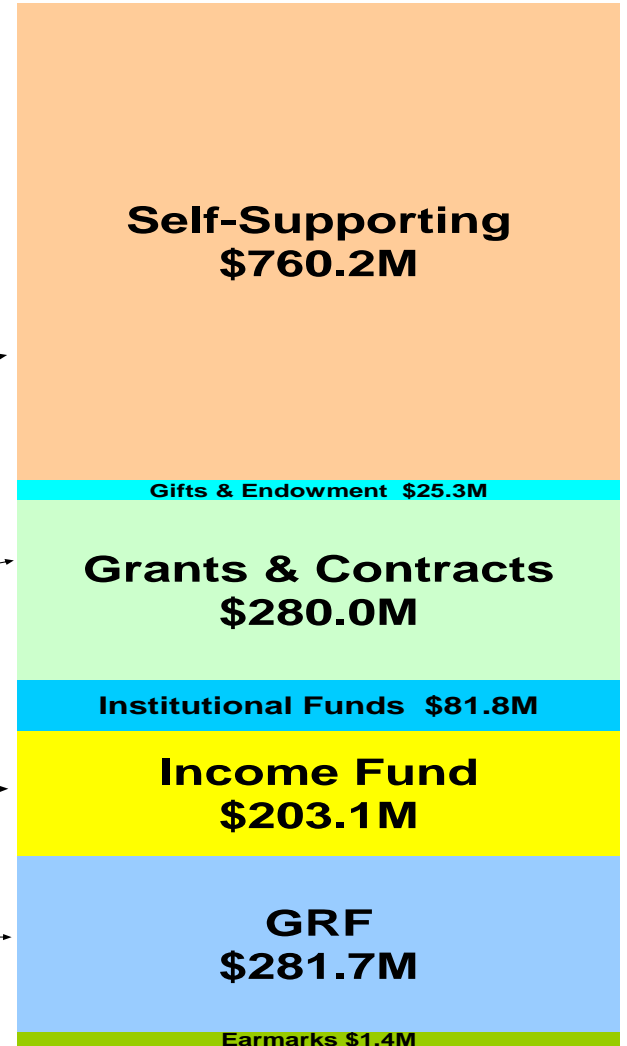 Self-Supporting
$760.2M
Gifts & Endowment $25.3M
Grants & Contracts
$280.0M
Institutional Funds $81.8M
Income Fund
$203.1M
GRF
$281.7M
Earmarks $1.4M